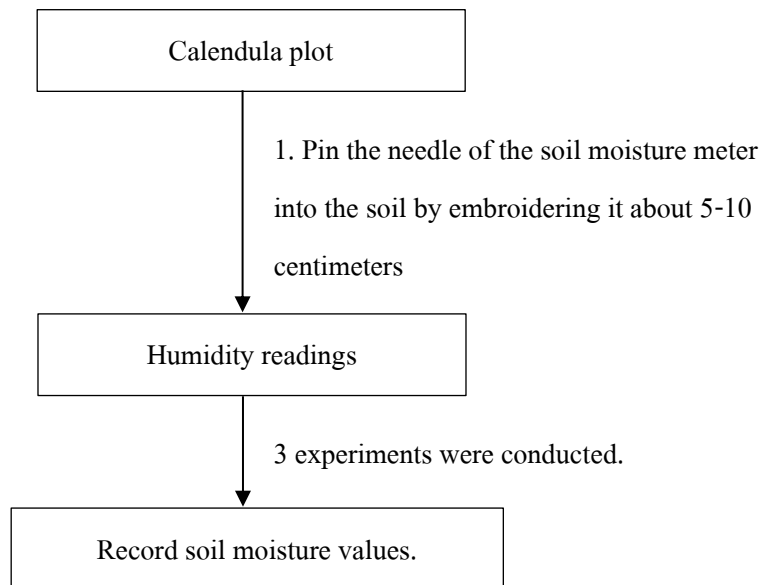 Calendula plot
1. Pin the needle of the soil moisture meter
into the soil by embroidering it about 5-10
centimeters
Humidity readings
3 experiments were conducted.
Record soil moisture values.